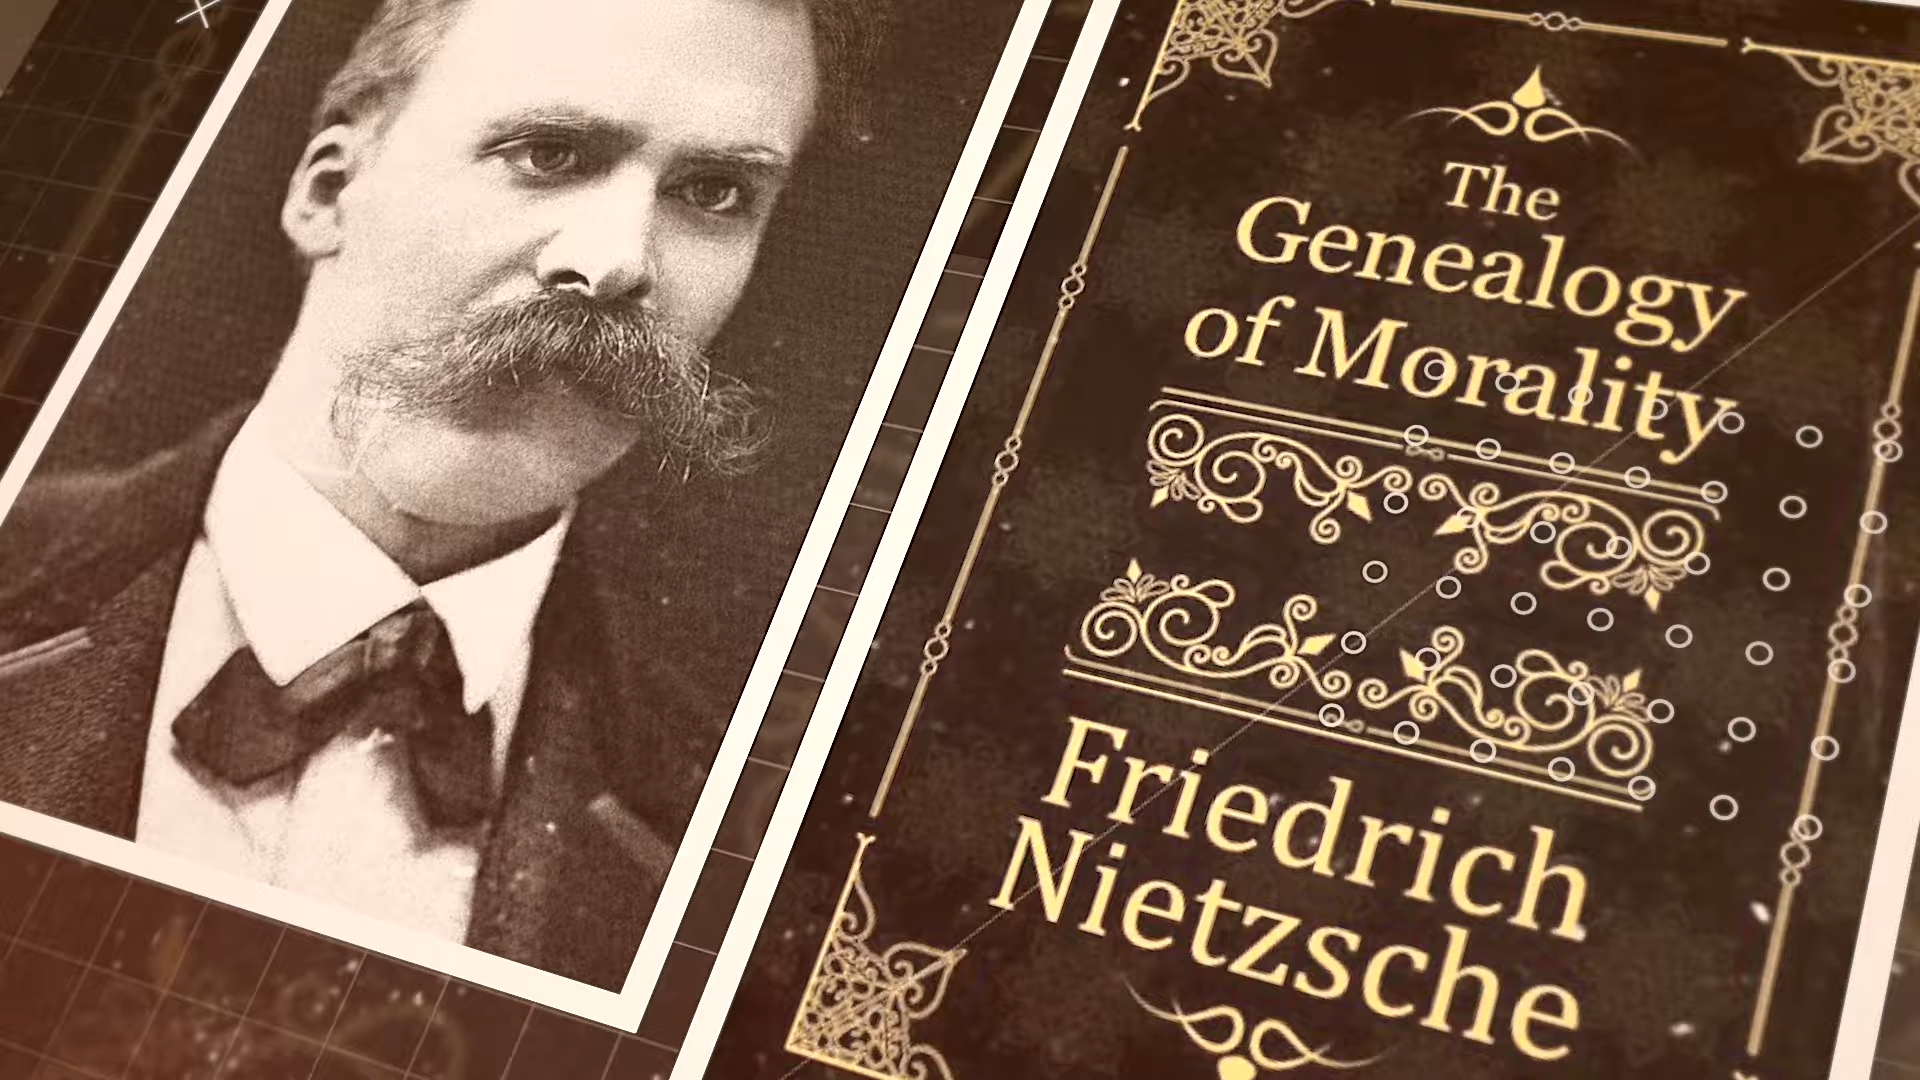 The
Genealogy
of Morality
Friedrich
Nietzsche